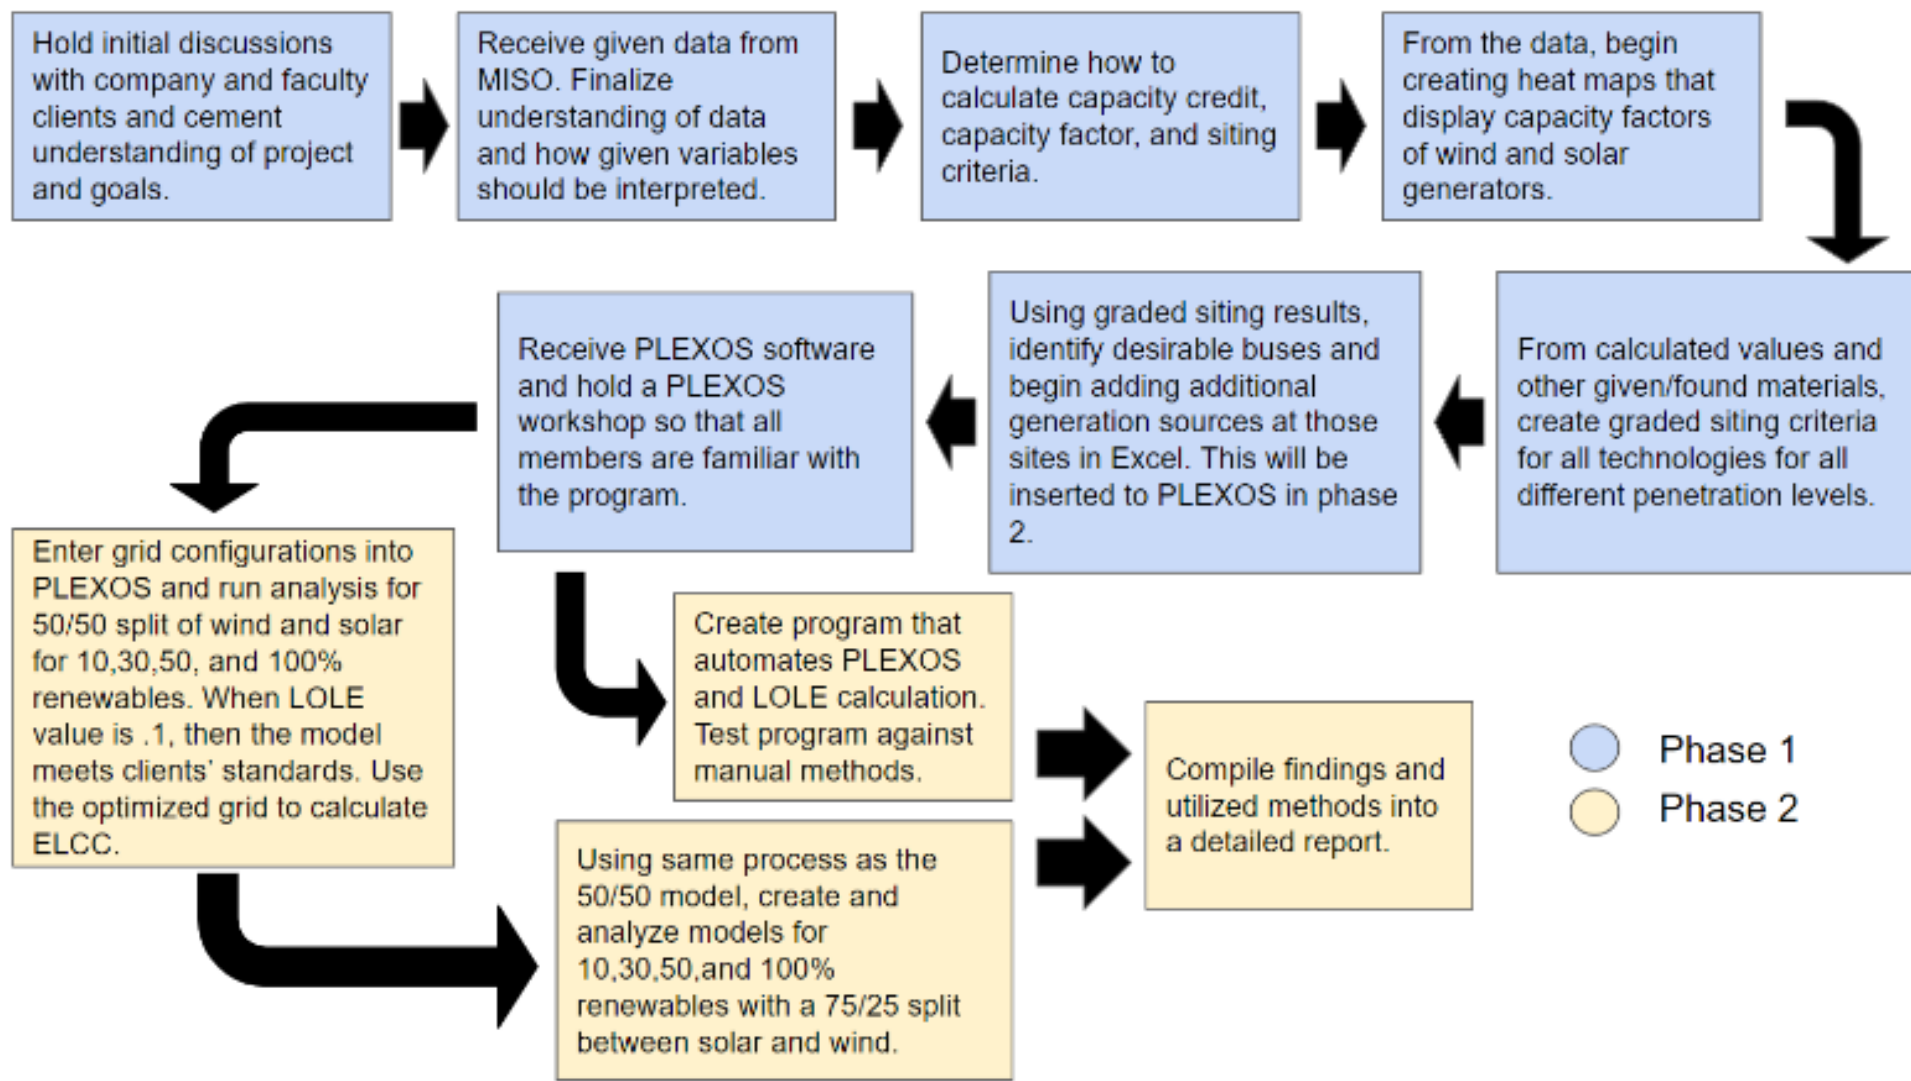 Hold initial discussions
with company and faculty
clients and cement
understanding of project
and goals.
Receive given data from
MISO. Finalize
understanding of data
and how given variables
should be interpreted.
Determine how to
calculate capacity credit,
capacity factor, and siting
criteria.
From the data, begin
creating heat maps that
display capacity factors
of wind and solar
generators.
From calculated values and
other given/found materials,
create graded siting criteria
for all technologies for all
different penetration levels.
Using graded siting results,
identify desirable buses and
begin adding additional
generation sources at those
sites in Excel. This will be
inserted to PLEXOS in phase
2.
Receive PLEXOS software
and hold a PLEXOS
workshop so that all
members are familiar with
the program.
Enter grid configurations into
PLEXOS and run analysis for
50/50 split of wind and solar
for 10,30,50, and 100%
renewables. When LOLE
value is .1, then the model
meets clients’ standards. Use
the optimized grid to calculate
ELCC.
Create program that
automates PLEXOS
and LOLE calculation.
Test program against
manual methods.
Using same process as the
50/50 model, create and
analyze models for
10,30,50,and 100%
renewables with a 75/25 split
between solar and wind.
Compile findings and
utilized methods into
a detailed report.
Phase 1
Phase 2